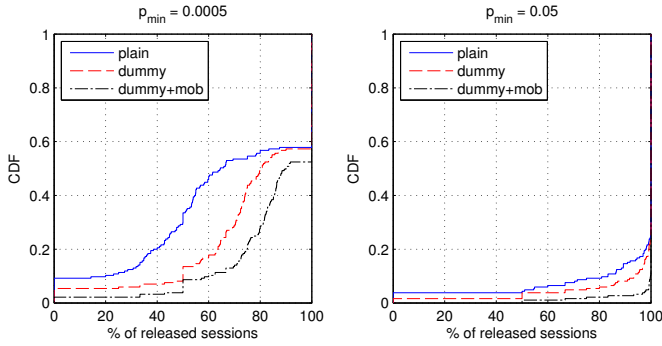 p_min = 0.0005
1
0.8
0.6
0.4
0.2
0
CDF
plain
dummy
dummy+mob
0 20 40 60 80 100
% of released sessions
p_min = 0.05
1
0.8
0.6
0.4
0.2
0
CDF
plain
dummy
dummy+mob
0 20 40 60 80 100
% of released sessions